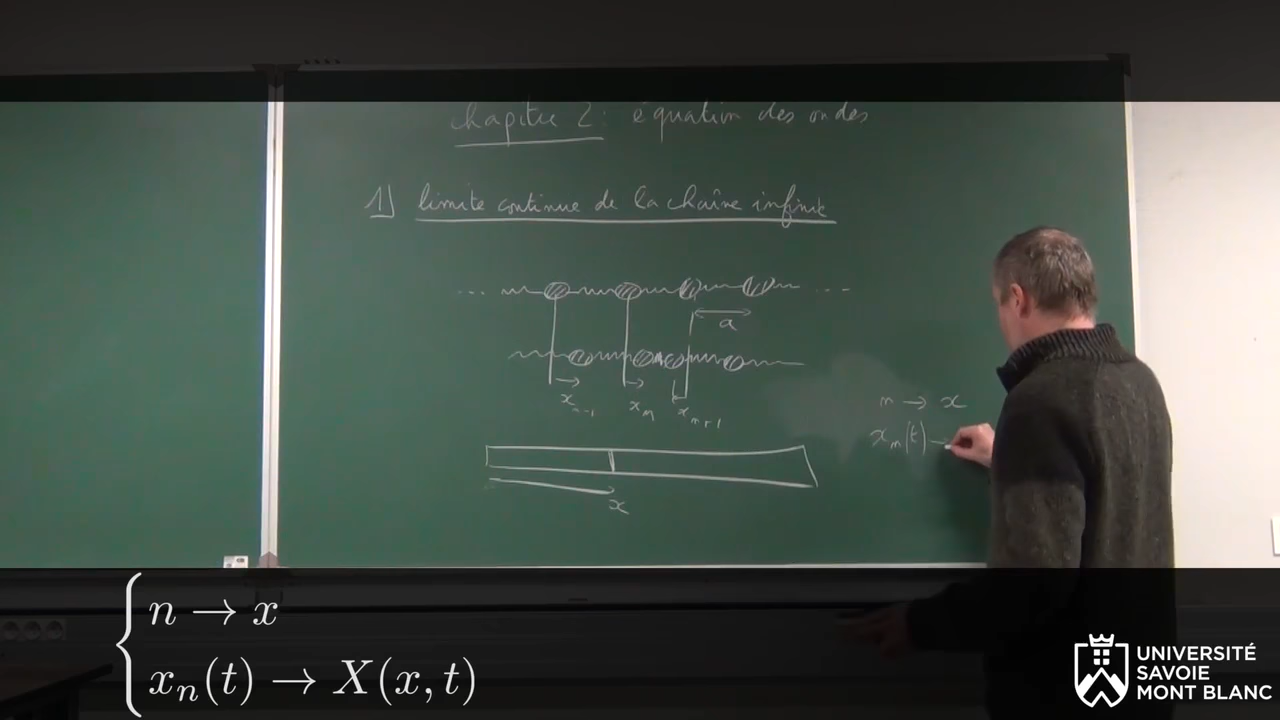 chapitre 2 : équation des ondes
1) limite continue de la chaîne infinie
... ...
a
x_{n-1} x_n x_{n+1}
n → x
x_n(t) →
x
n → x
x_n(t) → X(x, t)
UNIVERSITÉ
SAVOIE
MONT BLANC